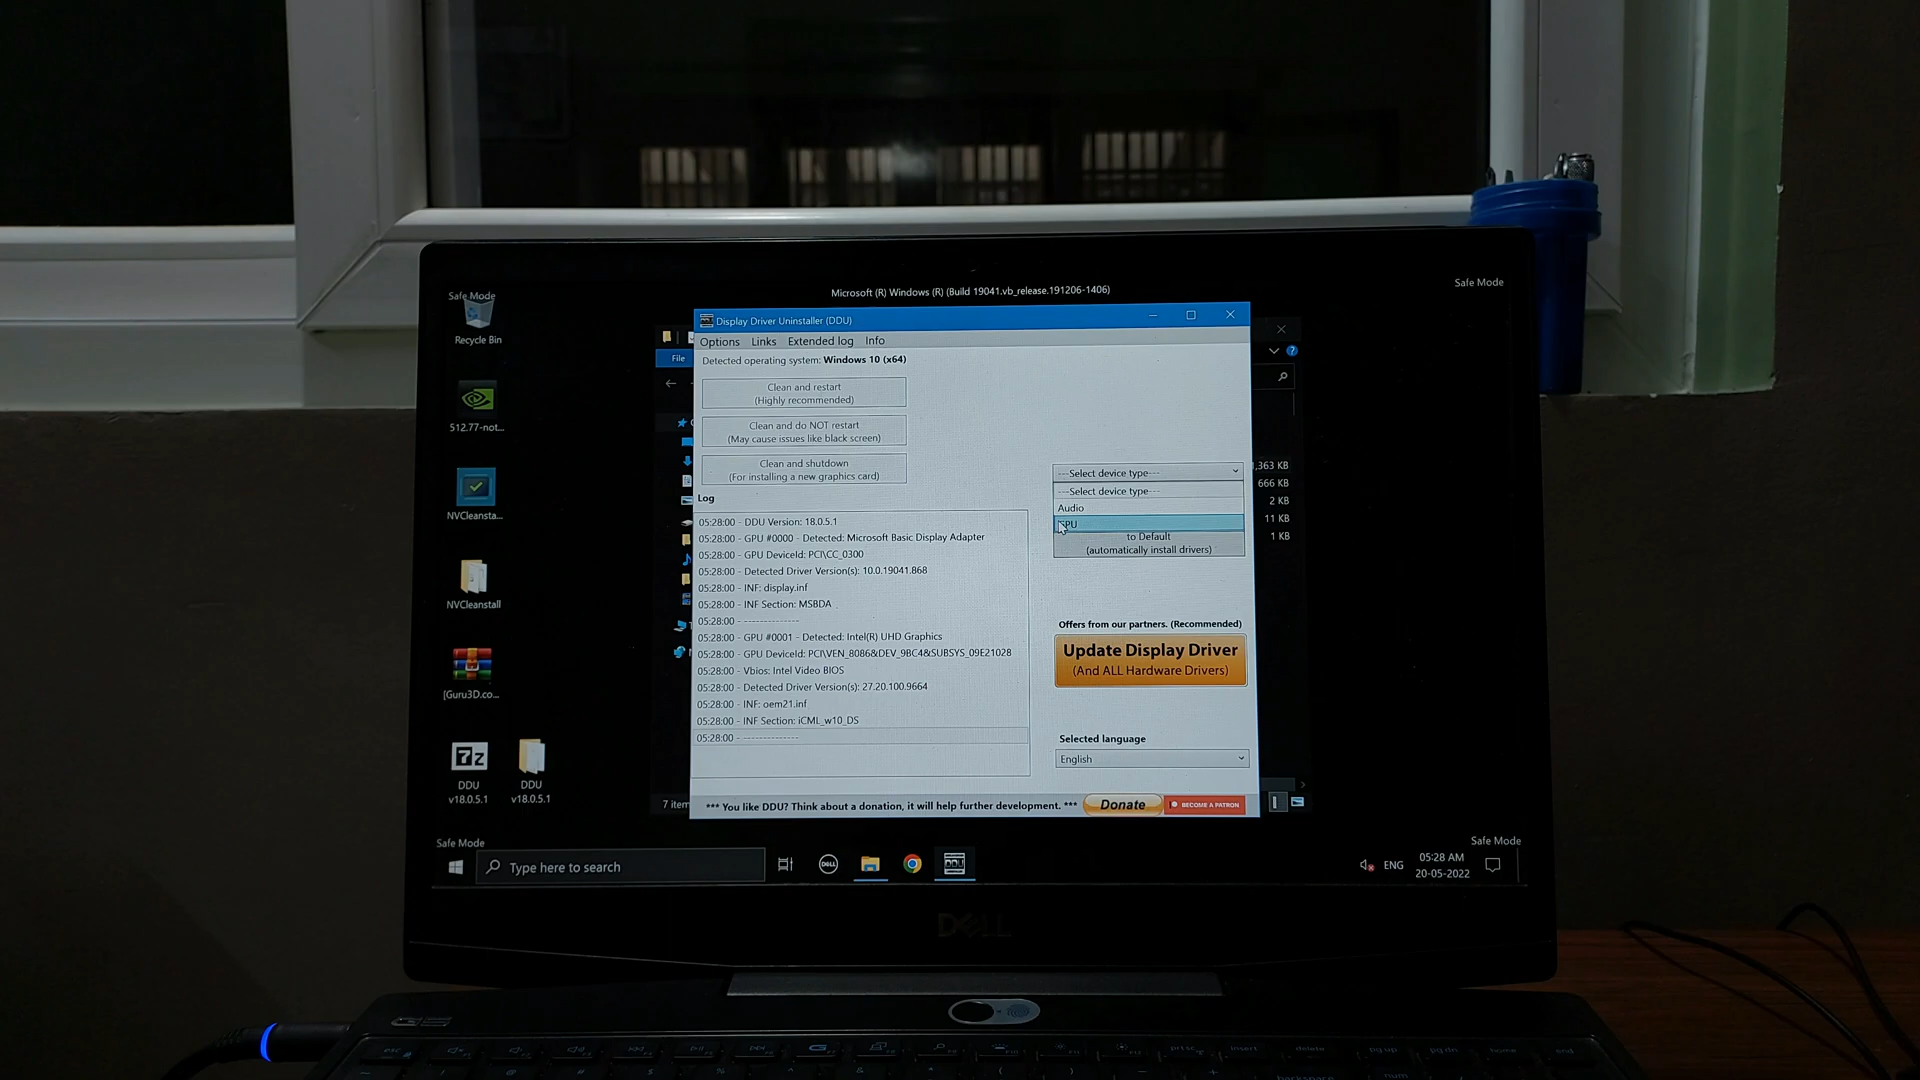 Microsoft (R) Windows (R) (Build 19041.vb_release.191206-1406)
Safe Mode
Safe Mode
Recycle Bin
512.77-not...
NVCleansta...
NVCleanstall
[Guru3D.co...
DDU
v18.0.5.1
DDU
v18.0.5.1
File
Display Driver Uninstaller (DDU)
Options Links Extended log Info
Detected operating system: Windows 10 (x64)
Clean and restart
(Highly recommended)
Clean and do NOT restart
(May cause issues like black screen)
Clean and shutdown
(For installing a new graphics card)
Log
05:28:00 - DDU Version: 18.0.5.1
05:28:00 - GPU #0000 - Detected: Microsoft Basic Display Adapter
05:28:00 - GPU DeviceId: PCI\CC_0300
05:28:00 - Detected Driver Version(s): 10.0.19041.868
05:28:00 - INF: display.inf
05:28:00 - INF Section: MSBDA
05:28:00 - --------------
05:28:00 - GPU #0001 - Detected: Intel(R) UHD Graphics
05:28:00 - GPU DeviceId: PCI\VEN_8086&DEV_9BC4&SUBSYS_09E21028
05:28:00 - Vbios: Intel Video BIOS
05:28:00 - Detected Driver Version(s): 27.20.100.9664
05:28:00 - INF: oem21.inf
05:28:00 - INF Section: iCML_w10_DS
05:28:00 - --------------
---Select device type---
---Select device type---
Audio
GPU
to Default
(automatically install drivers)
1,363 KB
666 KB
2 KB
11 KB
1 KB
Offers from our partners. (Recommended)
Update Display Driver
(And ALL Hardware Drivers)
Selected language
English
*** You like DDU? Think about a donation, it will help further development. ***
Donate
BECOME A PATRON
7 item
Safe Mode
Safe Mode
Type here to search
DELL
DDU
ENG
05:28 AM
20-05-2022
DELL
G5